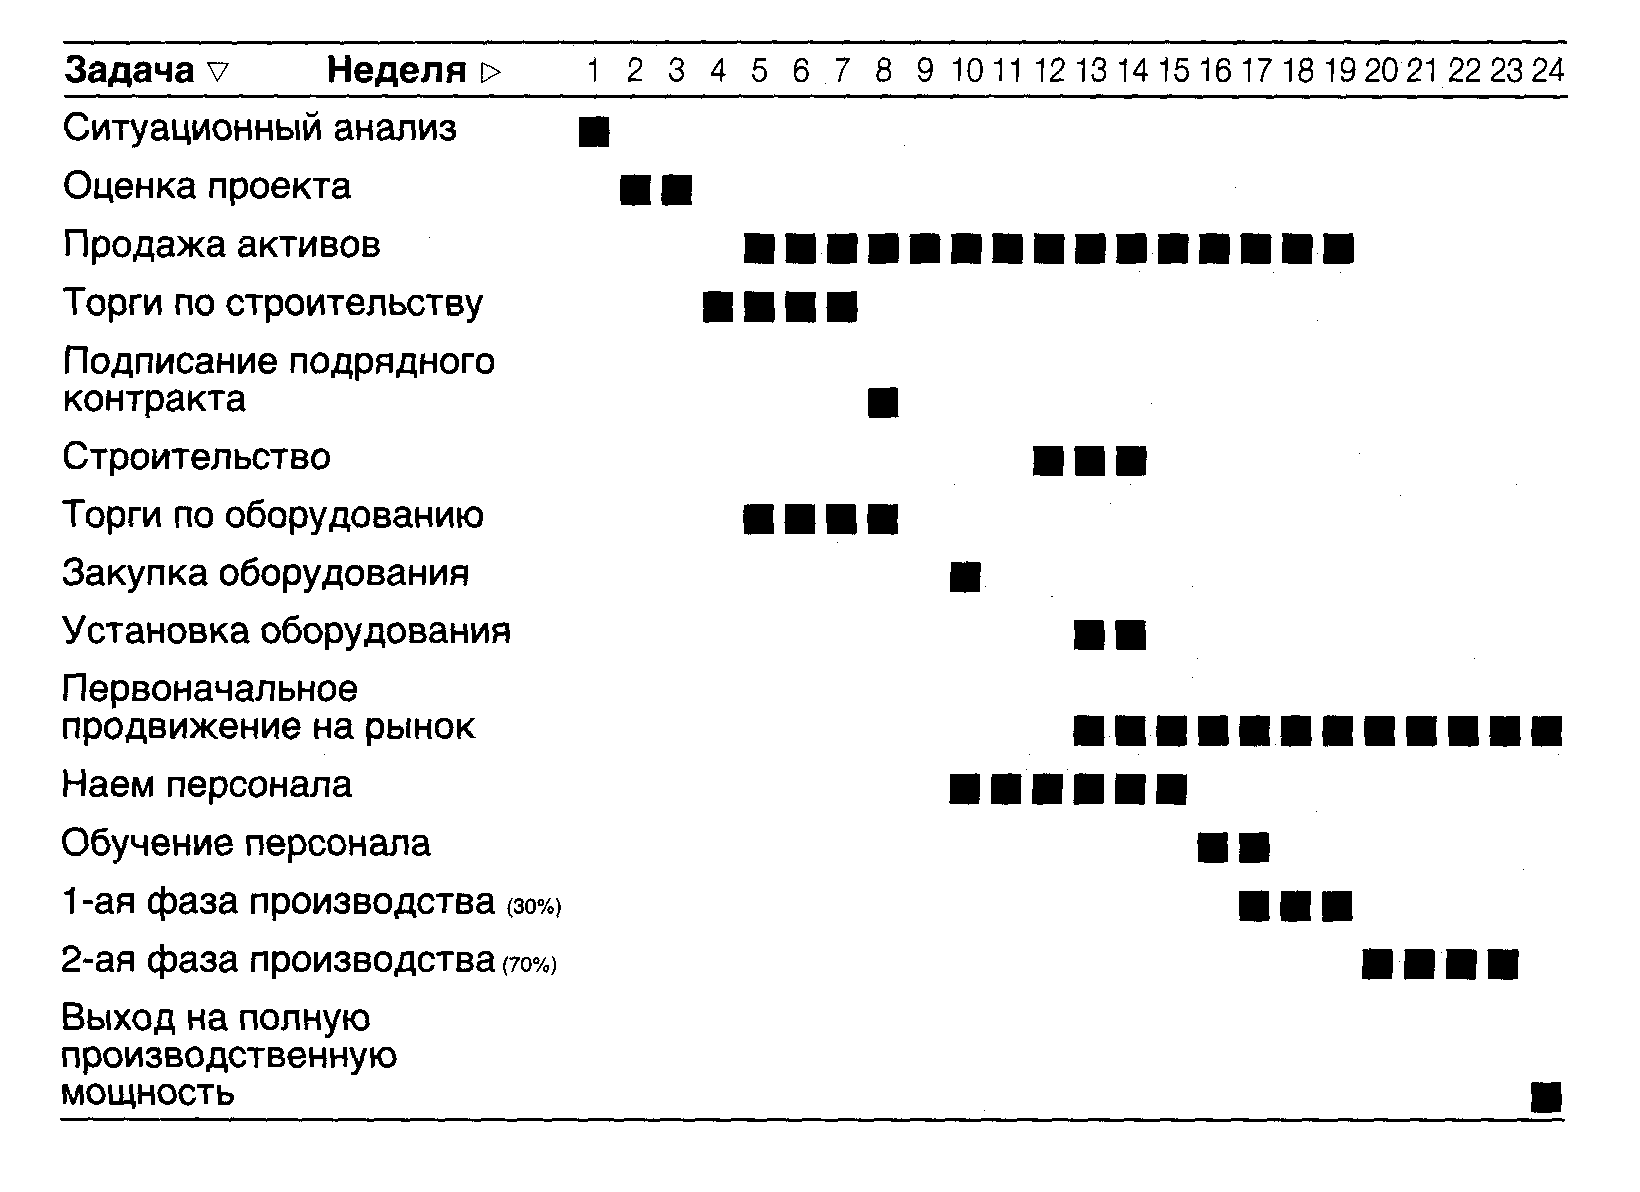 Задача ▽ Неделя ▷ 1 2 3 4 5 6 7 8 9 10 11 12 13 14 15 16 17 18 19 20 21 22 23 24
Ситуационный анализ
Оценка проекта
Продажа активов
Торги по строительству
Подписание подрядного
контракта
Строительство
Торги по оборудованию
Закупка оборудования
Установка оборудования
Первоначальное
продвижение на рынок
Наем персонала
Обучение персонала
1-ая фаза производства (30%)
2-ая фаза производства (70%)
Выход на полную
производственную
мощность